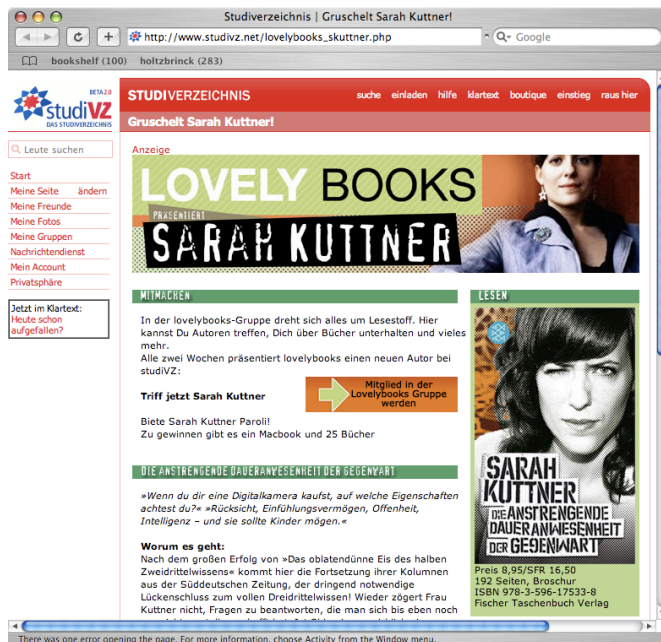 Studiverzeichnis | Gruschelt Sarah Kuttner!
http://www.studivz.net/lovelybooks_skuttner.php
Google
bookshelf (100) holtzbrinck (283)
BETA2.0
studiVZ
DAS STUDIVERZEICHNIS
STUDIVERZEICHNIS
suche einladen hilfe klartext boutique einstieg raus hier
Gruschelt Sarah Kuttner!
Leute suchen
Start
Meine Seite ändern
Meine Freunde
Meine Fotos
Meine Gruppen
Nachrichtendienst
Mein Account
Privatsphäre
Jetzt im Klartext:
Heute schon
aufgefallen?
Anzeige
LOVELY BOOKS
PRÄSENTIERT
SARAH KUTTNER
MITMACHEN
In der lovelybooks-Gruppe dreht sich alles um Lesestoff. Hier
kannst Du Autoren treffen, Dich über Bücher unterhalten und vieles
mehr.
Alle zwei Wochen präsentiert lovelybooks einen neuen Autor bei
studiVZ:
Triff jetzt Sarah Kuttner
Mitglied in der
Lovelybooks Gruppe
werden
Biete Sarah Kuttner Paroli!
Zu gewinnen gibt es ein Macbook und 25 Bücher
DIE ANSTRENGENDE DAUERANWESENHEIT DER GEGENWART
»Wenn du dir eine Digitalkamera kaufst, auf welche Eigenschaften
achtest du?« »Rücksicht, Einfühlungsvermögen, Offenheit,
Intelligenz – und sie sollte Kinder mögen.«
Worum es geht:
Nach dem großen Erfolg von »Das oblatendünne Eis des halben
Zweidrittelwissens« kommt hier die Fortsetzung ihrer Kolumnen
aus der Süddeutschen Zeitung, der dringend notwendige
Lückenschluss zum vollen Dreidrittelwissen! Wieder zögert Frau
Kuttner nicht, Fragen zu beantworten, die man sich bis eben noch
LESEN
SARAH
KUTTNER
DIE ANSTRENGENDE
DAUERANWESENHEIT
DER GEGENWART
Preis 8,95/SFR 16,50
192 Seiten, Broschur
ISBN 978-3-596-17533-8
Fischer Taschenbuch Verlag
There was one error opening the page. For more information, choose Activity from the Window menu.